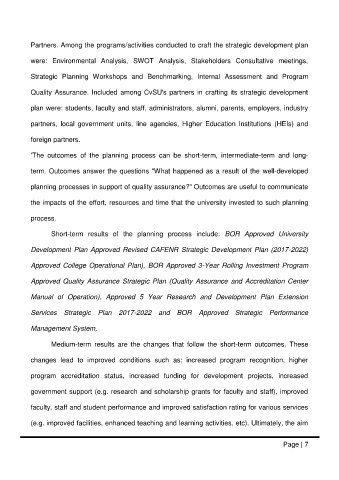 Partners. Among the programs/activities conducted to craft the strategic development plan
were: Environmental Analysis, SWOT Analysis, Stakeholders Consultative meetings,
Strategic Planning Workshops and Benchmarking, Internal Assessment and Program
Quality Assurance. Included among CvSU's partners in crafting its strategic development
plan were: students, faculty and staff, administrators, alumni, parents, employers, industry
partners, local government units, line agencies, Higher Education Institutions (HEIs) and
foreign partners.
"The outcomes of the planning process can be short-term, intermediate-term and long-
term. Outcomes answer the questions "What happened as a result of the well-developed
planning processes in support of quality assurance?" Outcomes are useful to communicate
the impacts of the effort, resources and time that the university invested to such planning
process.
Short-term results of the planning process include: BOR Approved University
Development Plan Approved Revised CAFENR Strategic Development Plan (2017-2022)
Approved College Operational Plan), BOR Approved 3-Year Rolling Investment Program
Approved Quality Assurance Strategic Plan (Quality Assurance and Accreditation Center
Manual of Operation), Approved 5 Year Research and Development Plan Extension
Services Strategic Plan 2017-2022 and BOR Approved Strategic Performance
Management System,
Medium-term results are the changes that follow the short-term outcomes. These
changes lead to improved conditions such as: increased program recognition, higher
program accreditation status, increased funding for development projects, increased
government support (e.g. research and scholarship grants for faculty and staff), improved
faculty, staff and student performance and improved satisfaction rating for various services
(e.g. improved facilities, enhanced teaching and learning activities, etc). Ultimately, the aim
Page | 7